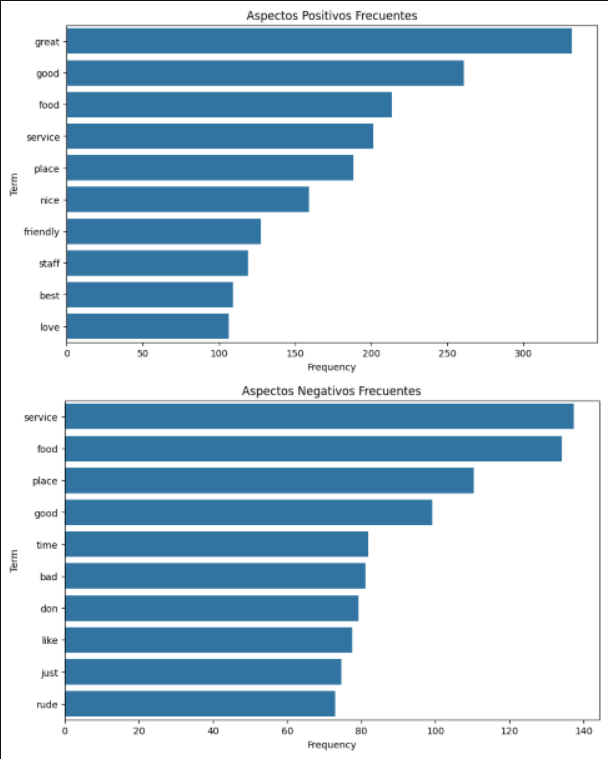 Aspectos Positivos Frecuentes
great
good
food
service
place
nice
friendly
staff
best
love
Term
0 50 100 150 200 250 300
Frequency
Aspectos Negativos Frecuentes
service
food
place
good
time
bad
don
like
just
rude
Term
0 20 40 60 80 100 120 140
Frequency